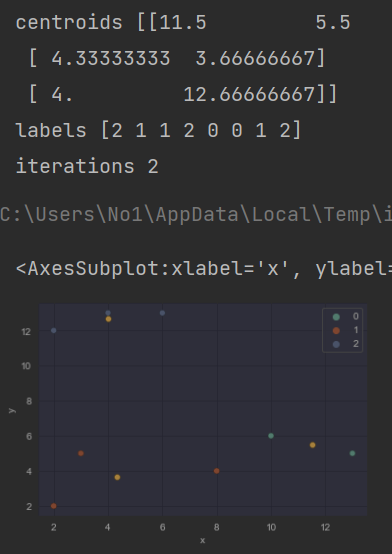 centroids [[11.5 5.5
[ 4.33333333 3.66666667]
[ 4. 12.66666667]]
labels [2 1 1 2 0 0 1 2]
iterations 2
C:\Users\No1\AppData\Local\Temp\i
<AxesSubplot:xlabel='x', ylabel=
12
10
8
6
4
2
y
0
1
2
2
4
6
8
10
12
x